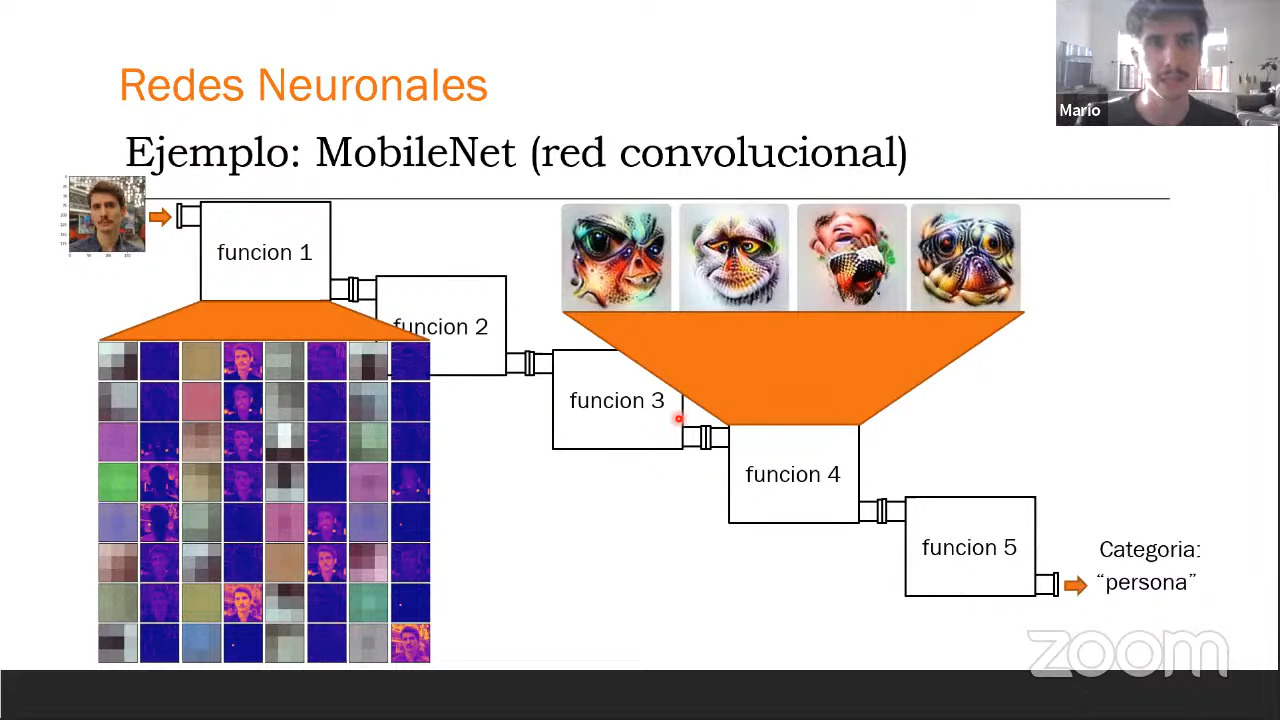 Redes Neuronales
Mario
Ejemplo: MobileNet (red convolucional)
funcion 1
funcion 2
funcion 3
funcion 4
funcion 5
Categoria:
“persona”
zoom